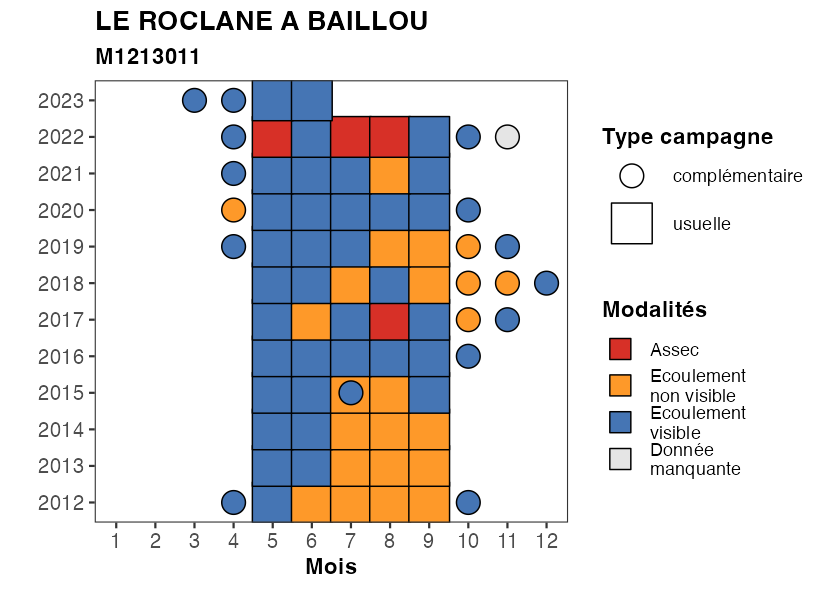 LE ROCLANE A BAILLOU
M1213011
2023
2022
2021
2020
2019
2018
2017
2016
2015
2014
2013
2012
1 2 3 4 5 6 7 8 9 10 11 12
Mois
Type campagne
complémentaire
usuelle
Modalités
Assec
Ecoulement
non visible
Ecoulement
visible
Donnée
manquante